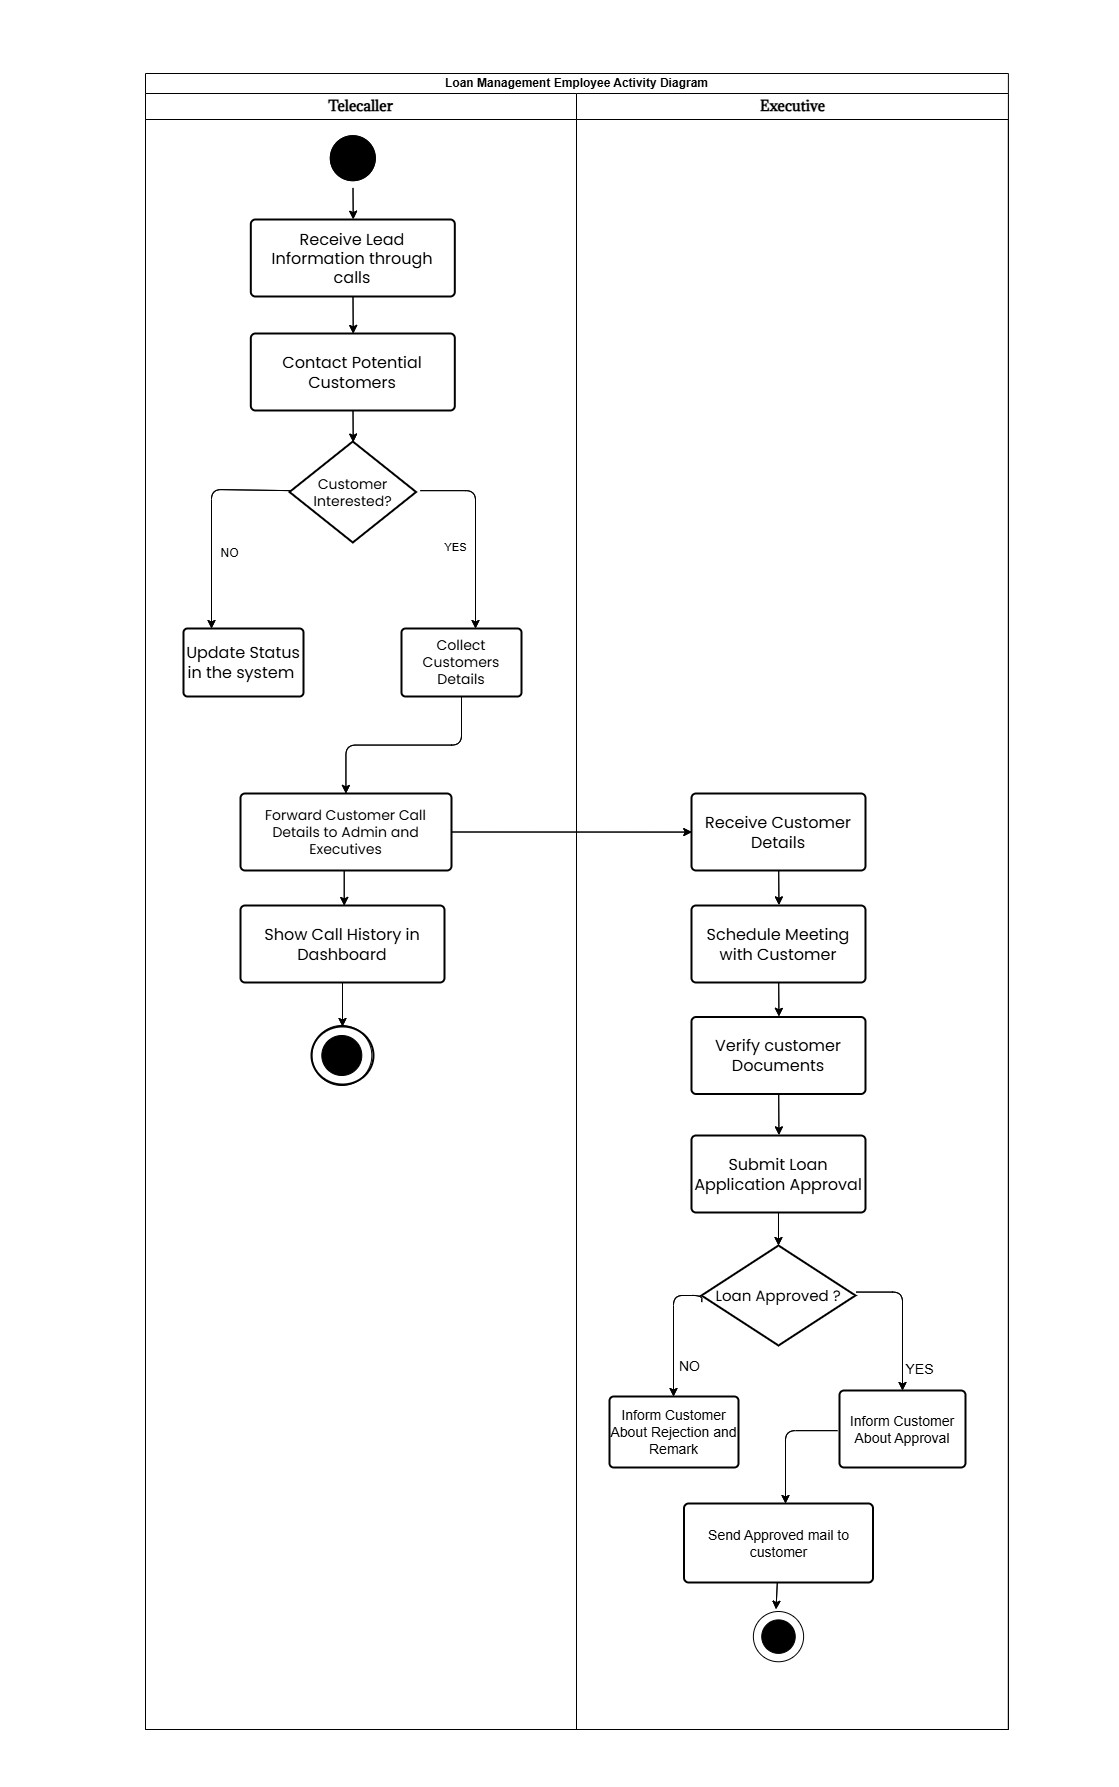 Loan Management Employee Activity Diagram
Telecaller
Executive
Receive Lead
Information through
calls
Contact Potential
Customers
Customer
Interested?
NO
YES
Update Status
in the system
Collect
Customers
Details
Forward Customer Call
Details to Admin and
Executives
Receive Customer
Details
Show Call History in
Dashboard
Schedule Meeting
with Customer
Verify customer
Documents
Submit Loan
Application Approval
Loan Approved ?
NO
YES
Inform Customer
About Rejection and
Remark
Inform Customer
About Approval
Send Approved mail to
customer